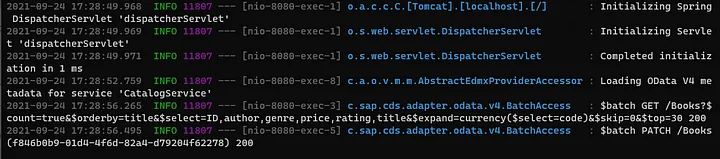 2021-09-24 17:28:49.968  INFO 11807 --- [nio-8080-exec-1] o.a.c.c.C.[Tomcat].[localhost].[/]       : Initializing Spring
 DispatcherServlet 'dispatcherServlet'
2021-09-24 17:28:49.969  INFO 11807 --- [nio-8080-exec-1] o.s.web.servlet.DispatcherServlet        : Initializing Servle
t 'dispatcherServlet'
2021-09-24 17:28:49.971  INFO 11807 --- [nio-8080-exec-1] o.s.web.servlet.DispatcherServlet        : Completed initializ
ation in 1 ms
2021-09-24 17:28:52.759  INFO 11807 --- [nio-8080-exec-8] c.a.o.v.m.m.AbstractEdmxProviderAccessor : Loading OData V4 me
tadata for service 'CatalogService'
2021-09-24 17:28:56.265  INFO 11807 --- [nio-8080-exec-3] c.sap.cds.adapter.odata.v4.BatchAccess   : $batch GET /Books?$
count=true&$orderby=title&$select=ID,author,genre,price,rating,title&$expand=currency($select=code)&$skip=0&$top=30 200
2021-09-24 17:28:56.495  INFO 11807 --- [nio-8080-exec-5] c.sap.cds.adapter.odata.v4.BatchAccess   : $batch PATCH /Books
(f846b0b9-01d4-4f6d-82a4-d79204f62278) 200